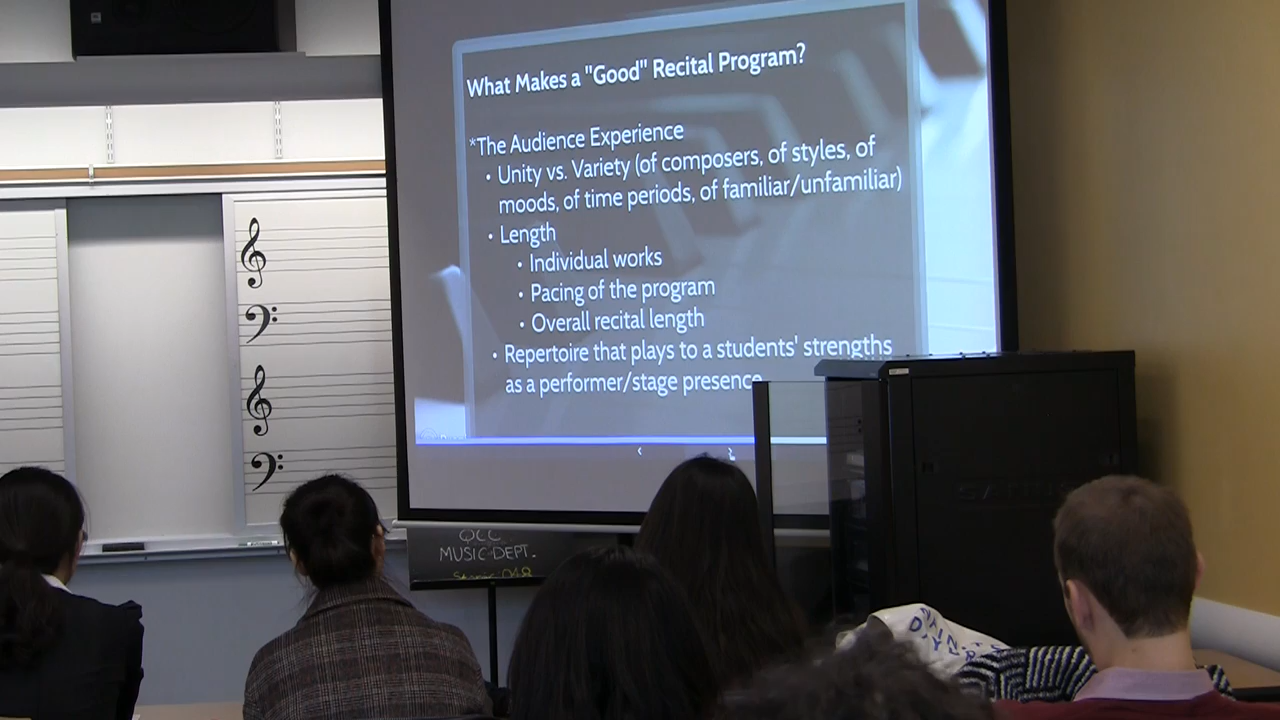 What Makes a "Good" Recital Program?
*The Audience Experience
• Unity vs. Variety (of composers, of styles, of
moods, of time periods, of familiar/unfamiliar)
• Length
• Individual works
• Pacing of the program
• Overall recital length
• Repertoire that plays to a students' strengths
as a performer/stage presence
QCC
MUSIC DEPT.